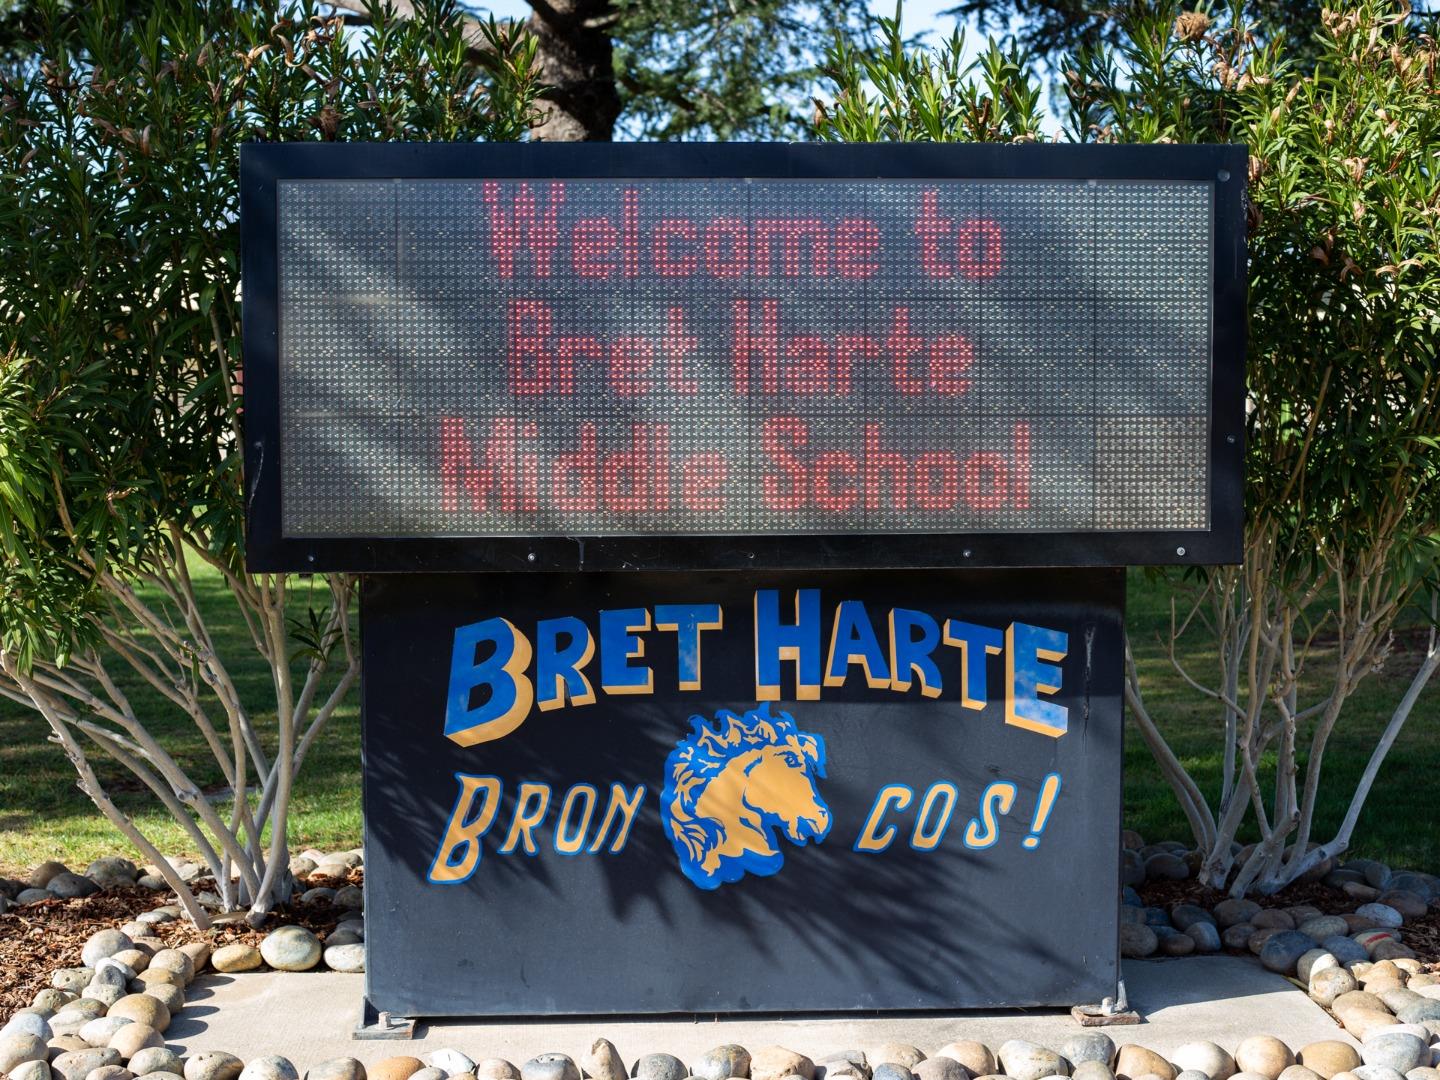 Welcome to
Bret Harte
Middle School
BRET HARTE
BRON COS!